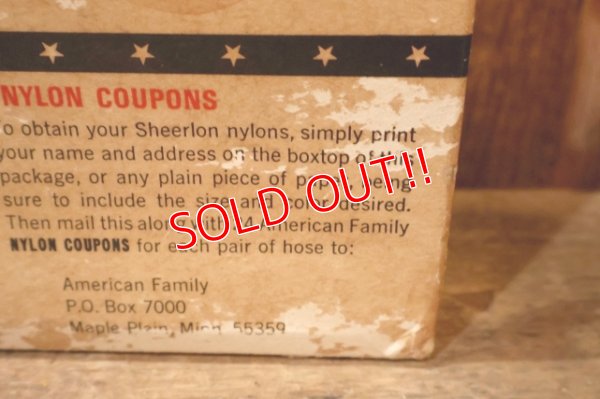 NYLON COUPONS
o obtain your Sheerlon nylons, simply print
your name and address on the boxtop of this
package, or any plain piece of paper, being
sure to include the size and color desired.
Then mail this along with 24 American Family
NYLON COUPONS for each pair of hose to:
American Family
P.O. Box 7000
Maple Plain, Minn 55359
SOLD OUT!!